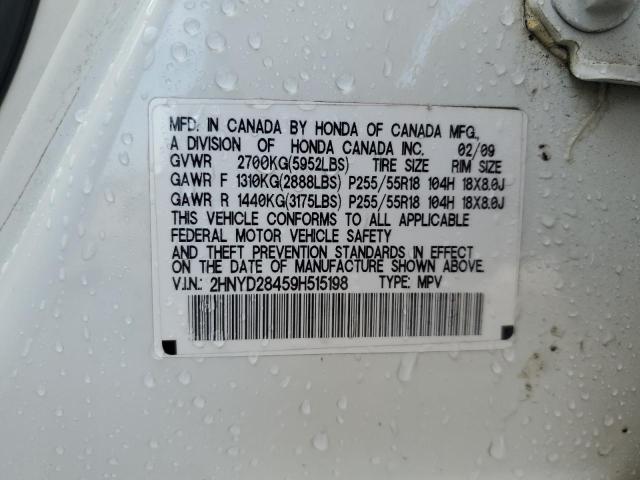 MFD. IN CANADA BY HONDA OF CANADA MFG.,
A DIVISION OF HONDA CANADA INC. 02/09
GVWR 2700KG(5952LBS) TIRE SIZE RIM SIZE
GAWR F 1310KG(2888LBS) P255/55R18 104H 18X8.0J
GAWR R 1440KG(3175LBS) P255/55R18 104H 18X8.0J
THIS VEHICLE CONFORMS TO ALL APPLICABLE
FEDERAL MOTOR VEHICLE SAFETY
AND THEFT PREVENTION STANDARDS IN EFFECT
ON THE DATE OF MANUFACTURE SHOWN ABOVE.
V.I.N.: 2HNYD28459H515198 TYPE: MPV